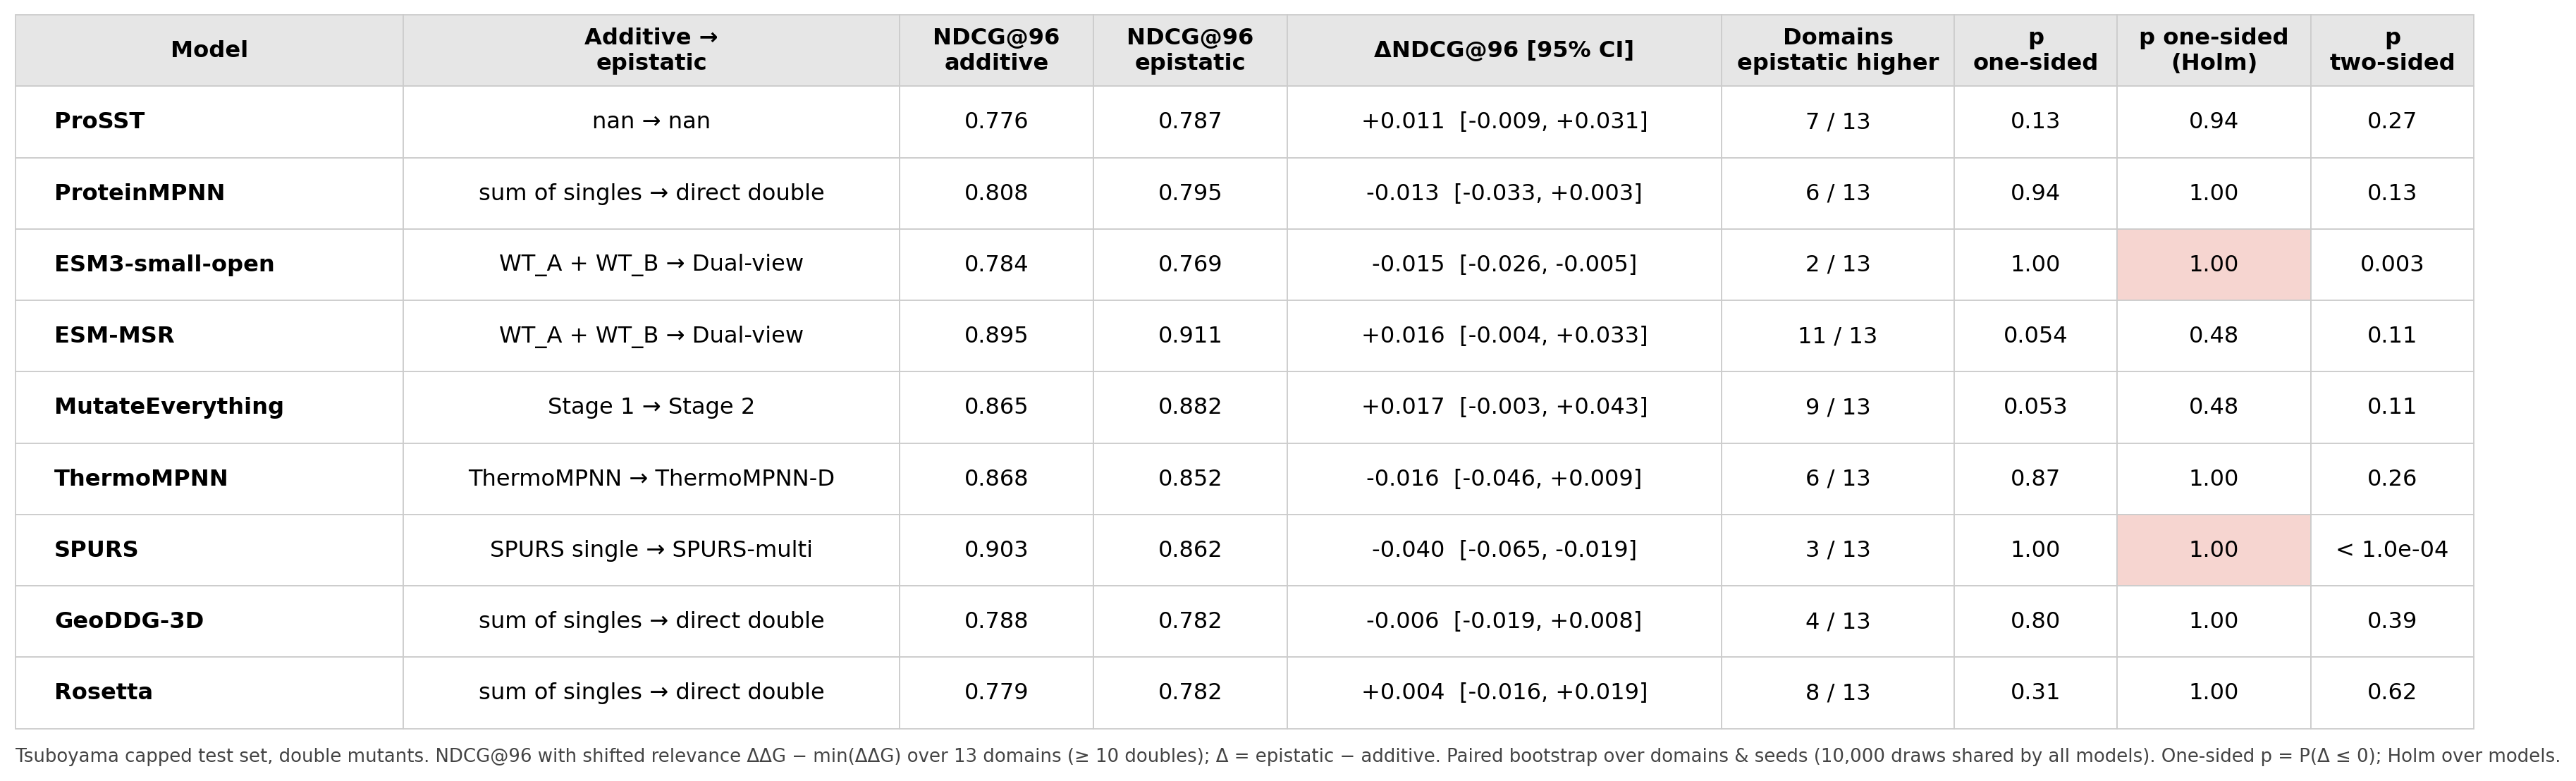 Model | Additive → epistatic | NDCG@96 additive | NDCG@96 epistatic | ΔNDCG@96 [95% CI] | Domains epistatic higher | p one-sided | p one-sided (Holm) | p two-sided
ProSST | nan → nan | 0.776 | 0.787 | +0.011 [-0.009, +0.031] | 7 / 13 | 0.13 | 0.94 | 0.27
ProteinMPNN | sum of singles → direct double | 0.808 | 0.795 | -0.013 [-0.033, +0.003] | 6 / 13 | 0.94 | 1.00 | 0.13
ESM3-small-open | WT_A + WT_B → Dual-view | 0.784 | 0.769 | -0.015 [-0.026, -0.005] | 2 / 13 | 1.00 | 1.00 | 0.003
ESM-MSR | WT_A + WT_B → Dual-view | 0.895 | 0.911 | +0.016 [-0.004, +0.033] | 11 / 13 | 0.054 | 0.48 | 0.11
MutateEverything | Stage 1 → Stage 2 | 0.865 | 0.882 | +0.017 [-0.003, +0.043] | 9 / 13 | 0.053 | 0.48 | 0.11
ThermoMPNN | ThermoMPNN → ThermoMPNN-D | 0.868 | 0.852 | -0.016 [-0.046, +0.009] | 6 / 13 | 0.87 | 1.00 | 0.26
SPURS | SPURS single → SPURS-multi | 0.903 | 0.862 | -0.040 [-0.065, -0.019] | 3 / 13 | 1.00 | 1.00 | < 1.0e-04
GeoDDG-3D | sum of singles → direct double | 0.788 | 0.782 | -0.006 [-0.019, +0.008] | 4 / 13 | 0.80 | 1.00 | 0.39
Rosetta | sum of singles → direct double | 0.779 | 0.782 | +0.004 [-0.016, +0.019] | 8 / 13 | 0.31 | 1.00 | 0.62
Tsuboyama capped test set, double mutants. NDCG@96 with shifted relevance ΔΔG − min(ΔΔG) over 13 domains (≥ 10 doubles); Δ = epistatic − additive. Paired bootstrap over domains & seeds (10,000 draws shared by all models). One-sided p = P(Δ ≤ 0); Holm over models.